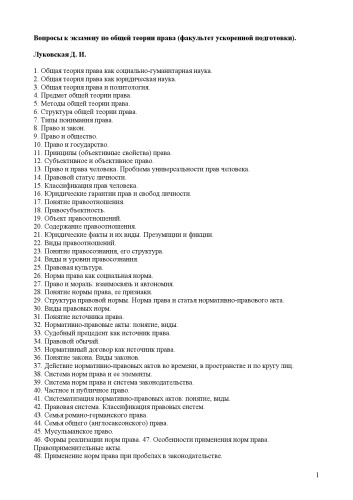 Вопросы к экзамену по общей теории права (факультет ускоренной подготовки).
Луковская Д. И.
1. Общая теория права как социально-гуманитарная наука.
2. Общая теория права как юридическая наука.
3. Общая теория права и политология.
4. Предмет общей теории права.
5. Методы общей теории права.
6. Структура общей теории права.
7. Типы понимания права.
8. Право и закон.
9. Право и общество.
10. Право и государство.
11. Принципы (объективные свойства) права.
12. Субъективное и объективное право.
13. Право и права человека. Проблема универсальности прав человека.
14. Правовой статус личности.
15. Классификация прав человека.
16. Юридические гарантии прав и свобод личности.
17. Понятие правоотношения.
18. Правосубъектность.
19. Объект правоотношений.
20. Содержание правоотношения.
21. Юридические факты и их виды. Презумпции и фикции.
22. Виды правоотношений.
23. Понятие правосознания, его структура.
24. Виды и уровни правосознания.
25. Правовая культура.
26. Норма права как социальная норма.
27. Право и мораль: взаимосвязь и автономия.
28. Понятие нормы права, ее признаки.
29. Структура правовой нормы. Норма права и статья нормативно-правового акта.
30. Виды правовых норм.
31. Понятие источника права.
32. Нормативно-правовые акты: понятие, виды.
33. Судебный прецедент как источник права.
34. Правовой обычай.
35. Нормативный договор как источник права.
36. Понятие закона. Виды законов.
37. Действие нормативно-правовых актов во времени, в пространстве и по кругу лиц.
38. Система норм права и ее элементы.
39. Система норм права и система законодательства.
40. Частное и публичное право.
41. Систематизация нормативно-правовых актов: понятие, виды.
42. Правовая система. Классификация правовых систем.
43. Семья романо-германского права.
44. Семья общего (англосаксонского) права.
45. Мусульманское право.
46. Формы реализации норм права. 47. Особенности применения норм права.
Правоприменительные акты.
48. Применение норм права при пробелах в законодательстве.
1